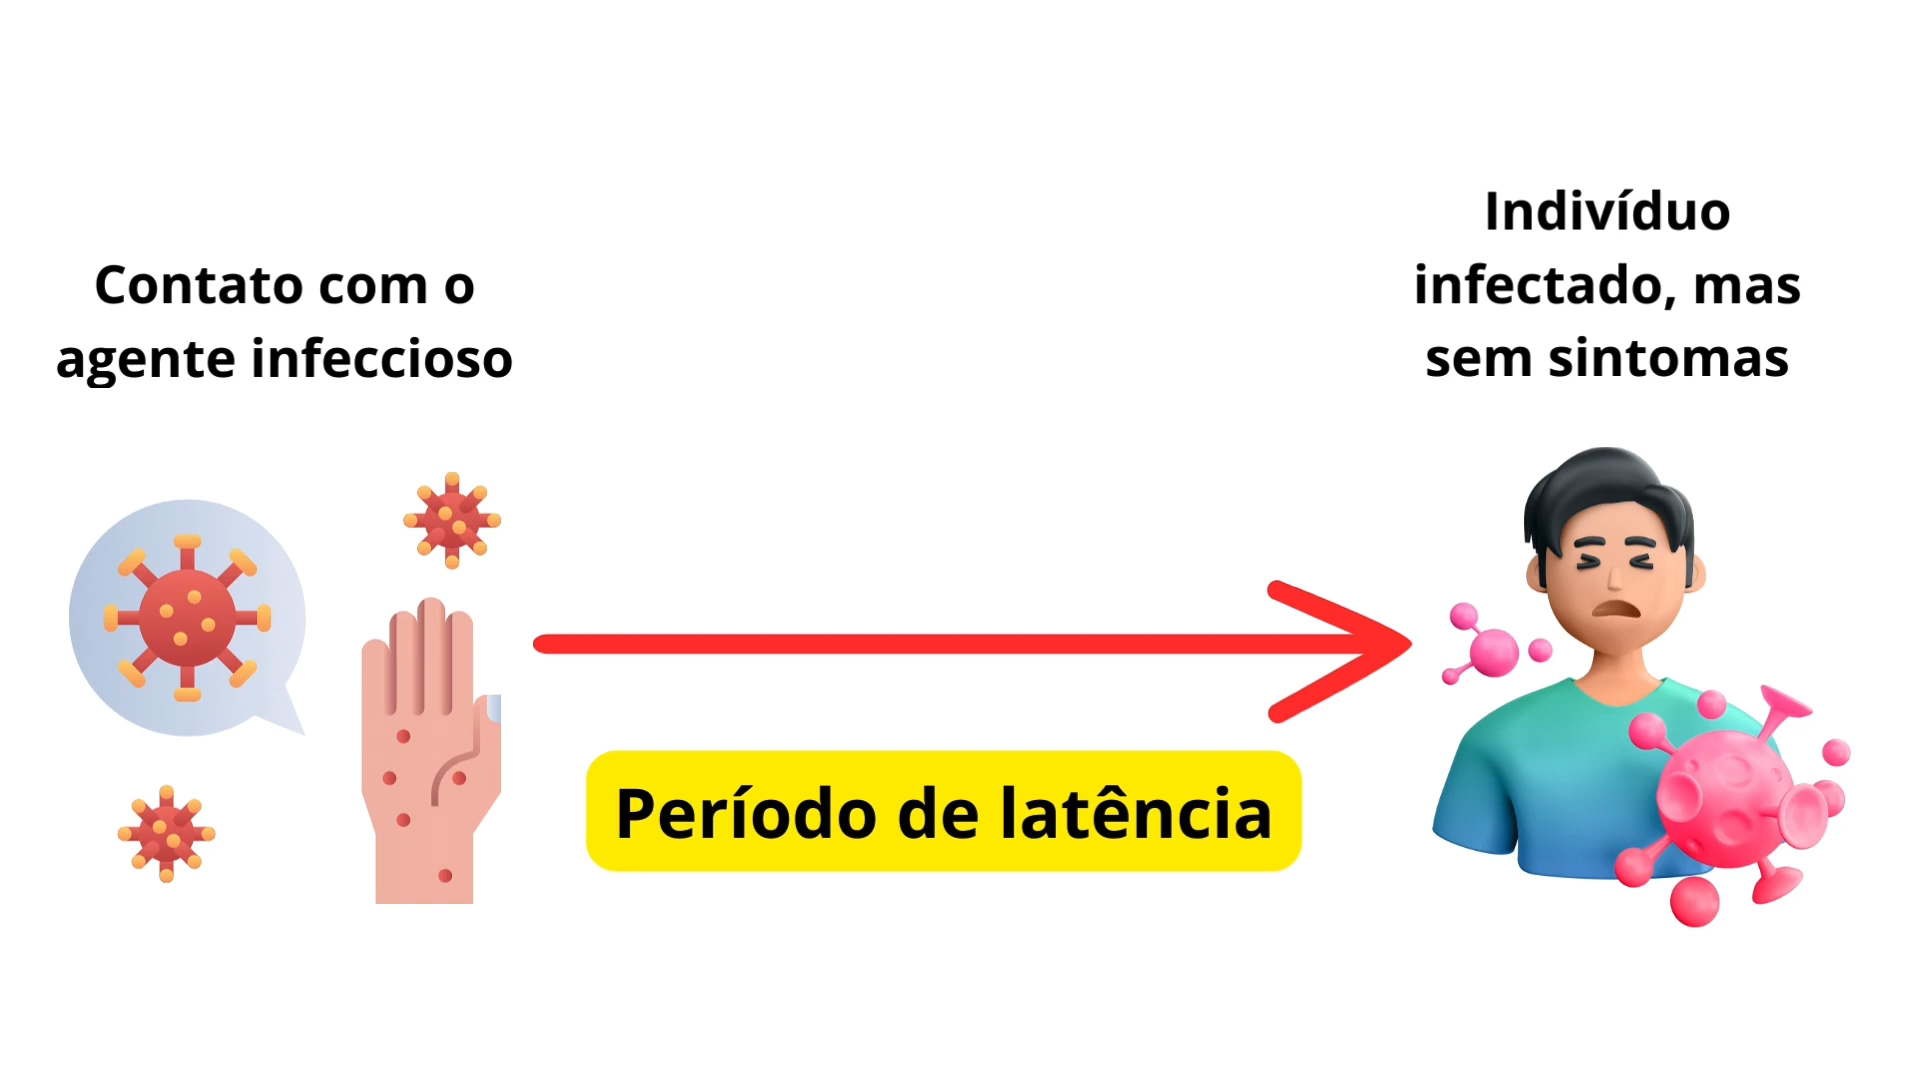 Contato com o
agente infeccioso
Indivíduo
infectado, mas
sem sintomas
Período de latência